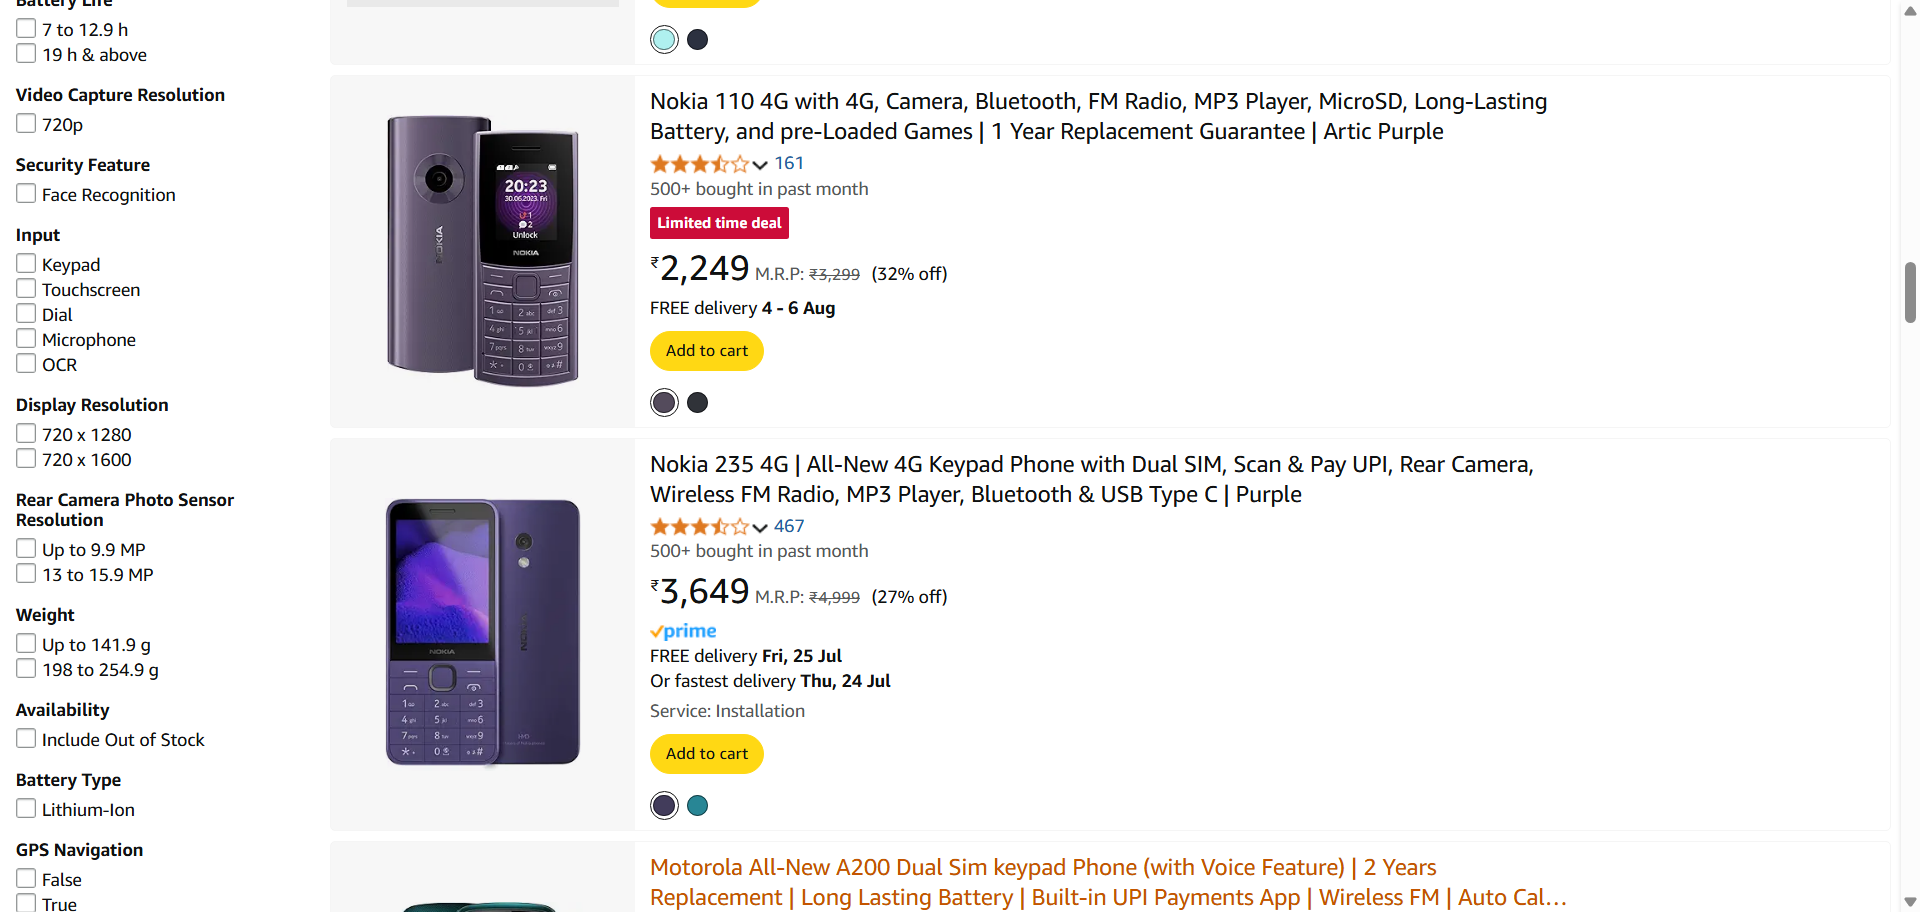 Battery Life
7 to 12.9 h
19 h & above
Video Capture Resolution
720p
Security Feature
Face Recognition
Input
Keypad
Touchscreen
Dial
Microphone
OCR
Display Resolution
720 x 1280
720 x 1600
Rear Camera Photo Sensor
Resolution
Up to 9.9 MP
13 to 15.9 MP
Weight
Up to 141.9 g
198 to 254.9 g
Availability
Include Out of Stock
Battery Type
Lithium-Ion
GPS Navigation
False
True
NOKIA
20:23
30.06.2023. Fri
1
2
Unlock
NOKIA
Nokia 110 4G with 4G, Camera, Bluetooth, FM Radio, MP3 Player, MicroSD, Long-Lasting
Battery, and pre-Loaded Games | 1 Year Replacement Guarantee | Artic Purple
161
500+ bought in past month
Limited time deal
₹2,249 M.R.P: ₹3,299 (32% off)
FREE delivery 4 - 6 Aug
Add to cart
NOKIA
NOKIA
Nokia 235 4G | All-New 4G Keypad Phone with Dual SIM, Scan & Pay UPI, Rear Camera,
Wireless FM Radio, MP3 Player, Bluetooth & USB Type C | Purple
467
500+ bought in past month
₹3,649 M.R.P: ₹4,999 (27% off)
prime
FREE delivery Fri, 25 Jul
Or fastest delivery Thu, 24 Jul
Service: Installation
Add to cart
Motorola All-New A200 Dual Sim keypad Phone (with Voice Feature) | 2 Years
Replacement | Long Lasting Battery | Built-in UPI Payments App | Wireless FM | Auto Cal...